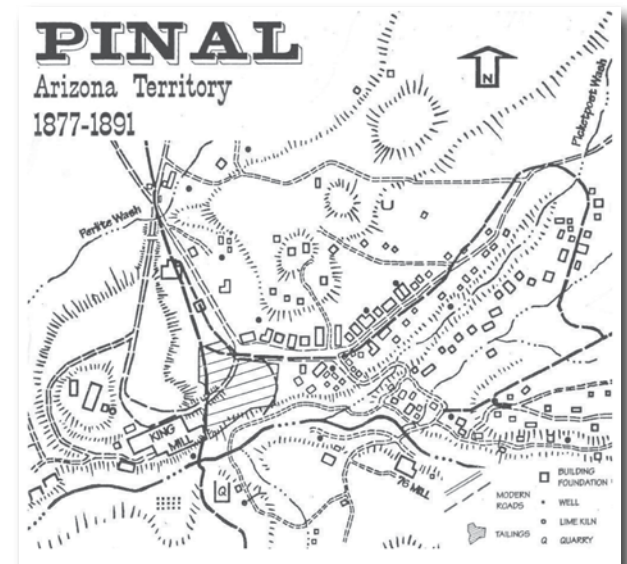 PINAL
Arizona Territory
1877-1891
N
Picketpost Wash
Perlite Wash
KING
MILL
Q
76 MILL
MODERN
ROADS
TAILINGS
BUILDING
FOUNDATION
WELL
LIME KILN
Q QUARRY